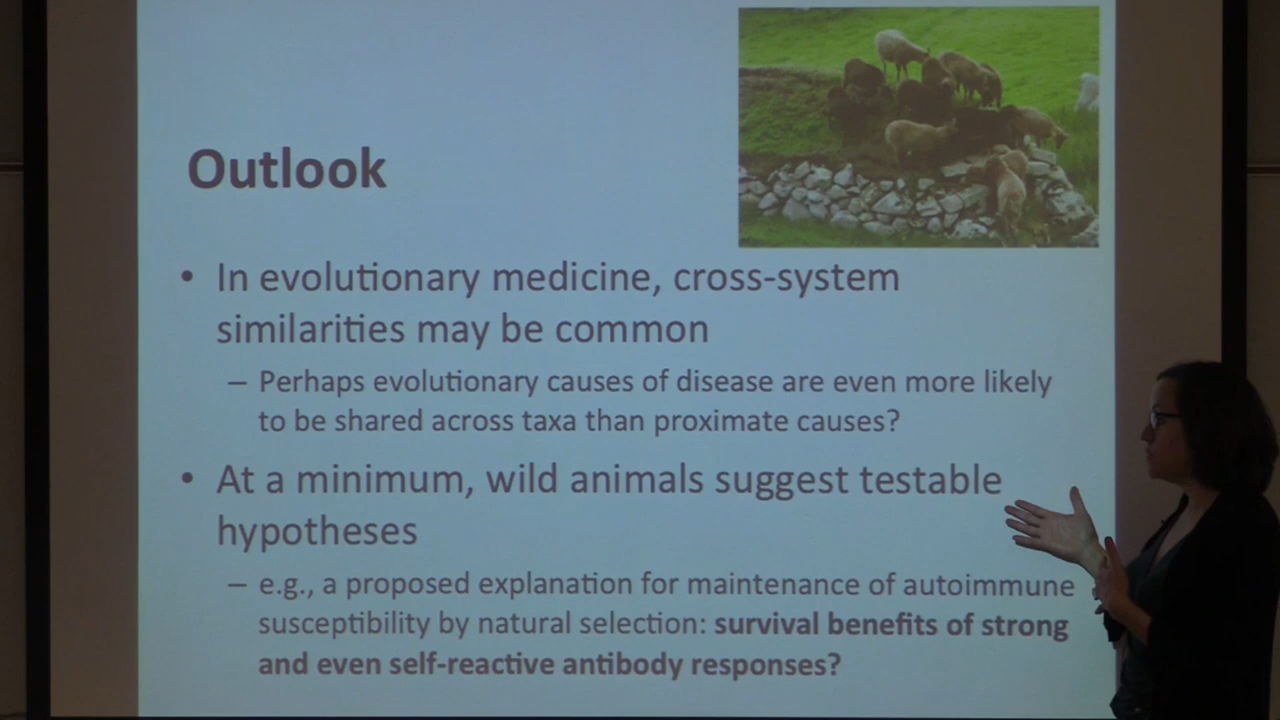 Outlook
• In evolutionary medicine, cross-system
similarities may be common
– Perhaps evolutionary causes of disease are even more likely
to be shared across taxa than proximate causes?
• At a minimum, wild animals suggest testable
hypotheses
– e.g., a proposed explanation for maintenance of autoimmune
susceptibility by natural selection: survival benefits of strong
and even self-reactive antibody responses?